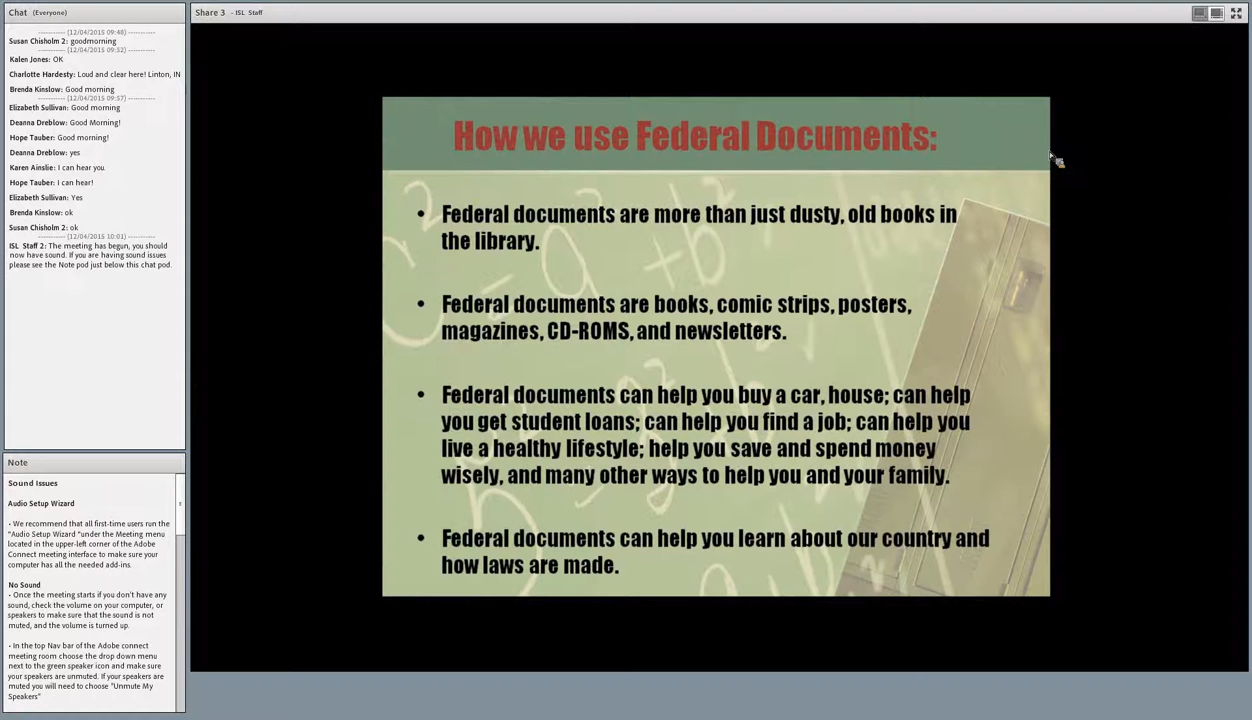 Chat (Everyone)
----------- (12/04/2015 09:48) -----------
Susan Chisholm 2: goodmorning
----------- (12/04/2015 09:52) -----------
Kalen Jones: OK
Charlotte Hardesty: Loud and clear here! Linton, IN
Brenda Kinslow: Good morning
----------- (12/04/2015 09:57) -----------
Elizabeth Sullivan: Good morning
Deanna Dreblow: Good Morning!
Hope Tauber: Good morning!
Deanna Dreblow: yes
Karen Ainslie: I can hear you.
Hope Tauber: I can hear!
Elizabeth Sullivan: Yes
Brenda Kinslow: ok
Susan Chisholm 2: ok
----------- (12/04/2015 10:01) -----------
ISL Staff 2: The meeting has begun, you should
now have sound. If you are having sound issues
please see the Note pod just below this chat pod.
Note
Sound Issues
Audio Setup Wizard
• We recommend that all first-time users run the
"Audio Setup Wizard "under the Meeting menu
located in the upper-left corner of the Adobe
Connect meeting interface to make sure your
computer has all the needed add-ins.
No Sound
• Once the meeting starts if you don't have any
sound, check the volume on your computer, or
speakers to make sure that the sound is not
muted, and the volume is turned up.
• In the top Nav bar of the Adobe connect
meeting room choose the drop down menu
next to the green speaker icon and make sure
your speakers are unmuted. If your speakers are
muted you will need to choose "Unmute My
Speakers"
Share 3 - ISL Staff
How we use Federal Documents:
• Federal documents are more than just dusty, old books in
the library.
• Federal documents are books, comic strips, posters,
magazines, CD-ROMS, and newsletters.
• Federal documents can help you buy a car, house; can help
you get student loans; can help you find a job; can help you
live a healthy lifestyle; help you save and spend money
wisely, and many other ways to help you and your family.
• Federal documents can help you learn about our country and
how laws are made.